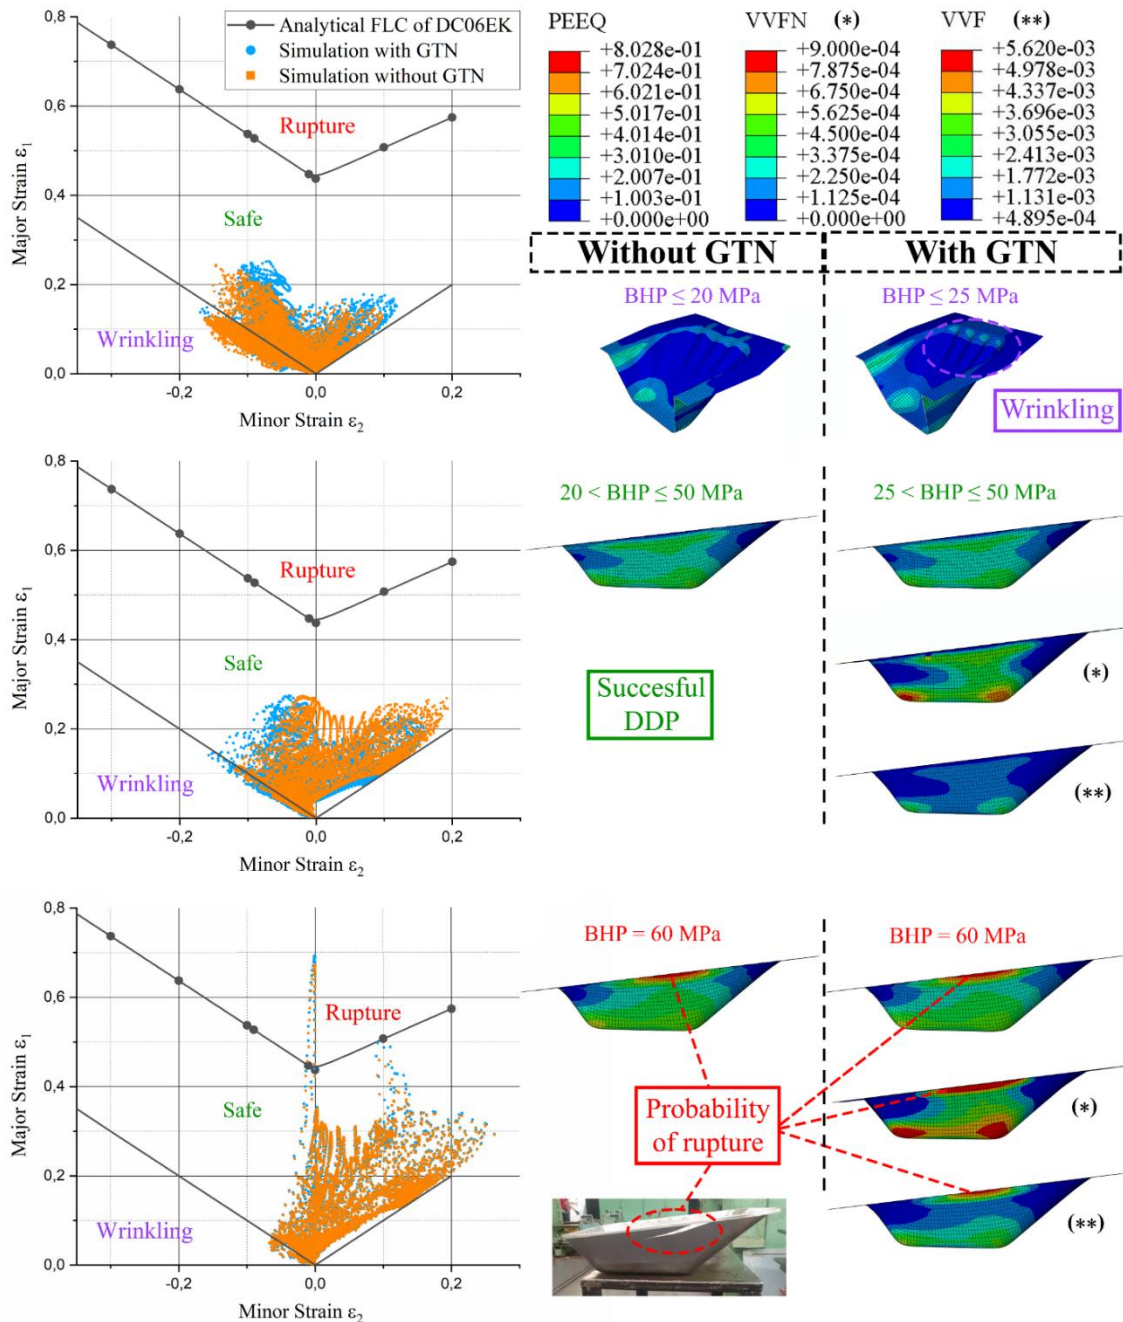 Analytical FLC of DC06EK
Simulation with GTN
Simulation without GTN
0,8
0,6
0,4
0,2
0,0
Major Strain ε1
Rupture
Safe
Wrinkling
-0,2
0,0
0,2
Minor Strain ε2
PEEQ
+8.028e-01
+7.024e-01
+6.021e-01
+5.017e-01
+4.014e-01
+3.010e-01
+2.007e-01
+1.003e-01
+0.000e+00
VVFN (*)
+9.000e-04
+7.875e-04
+6.750e-04
+5.625e-04
+4.500e-04
+3.375e-04
+2.250e-04
+1.125e-04
+0.000e+00
VVF (**)
+5.620e-03
+4.978e-03
+4.337e-03
+3.696e-03
+3.055e-03
+2.413e-03
+1.772e-03
+1.131e-03
+4.895e-04
Without GTN
With GTN
BHP ≤ 20 MPa
BHP ≤ 25 MPa
Wrinkling
0,8
0,6
0,4
0,2
0,0
Major Strain ε1
Rupture
Safe
Wrinkling
-0,2
0,0
0,2
Minor Strain ε2
20 < BHP ≤ 50 MPa
25 < BHP ≤ 50 MPa
Succesful
DDP
(*)
(**)
0,8
0,6
0,4
0,2
0,0
Major Strain ε1
Rupture
Safe
Wrinkling
-0,2
0,0
0,2
Minor Strain ε2
BHP = 60 MPa
BHP = 60 MPa
Probability
of rupture
(*)
(**)